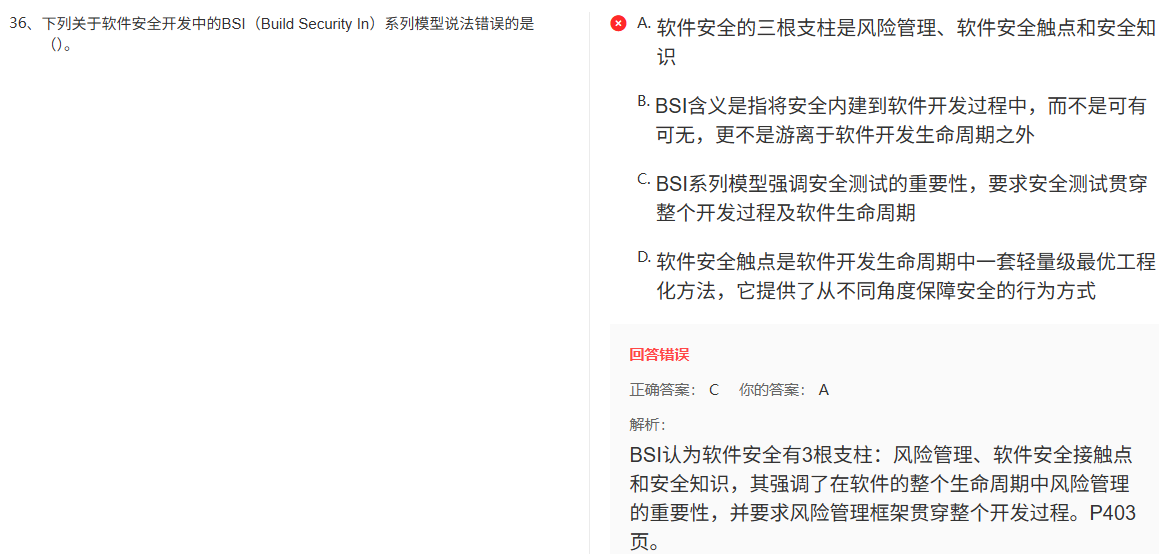 36、下列关于软件安全开发中的BSI（Build Security In）系列模型说法错误的是
（）。
A. 软件安全的三根支柱是风险管理、软件安全触点和安全知
识
B. BSI含义是指将安全内建到软件开发过程中，而不是可有
可无，更不是游离于软件开发生命周期之外
C. BSI系列模型强调安全测试的重要性，要求安全测试贯穿
整个开发过程及软件生命周期
D. 软件安全触点是软件开发生命周期中一套轻量级最优工程
化方法，它提供了从不同角度保障安全的行为方式
回答错误
正确答案： C 你的答案： A
解析：
BSI认为软件安全有3根支柱：风险管理、软件安全接触点
和安全知识，其强调了在软件的整个生命周期中风险管理
的重要性，并要求风险管理框架贯穿整个开发过程。P403
页。